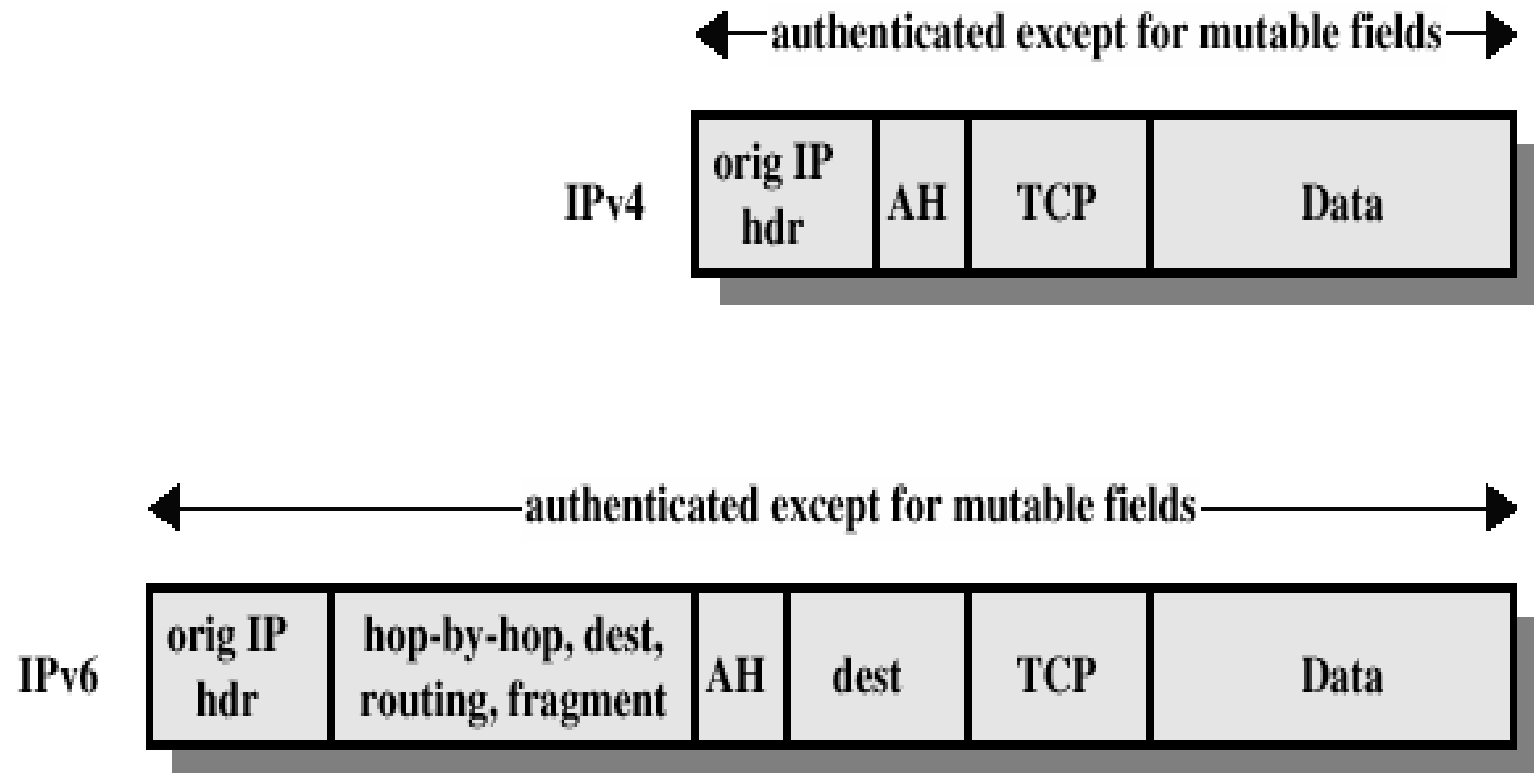 authenticated except for mutable fields
IPv4
orig IP
hdr
AH
TCP
Data
authenticated except for mutable fields
IPv6
orig IP
hdr
hop-by-hop, dest,
routing, fragment
AH
dest
TCP
Data